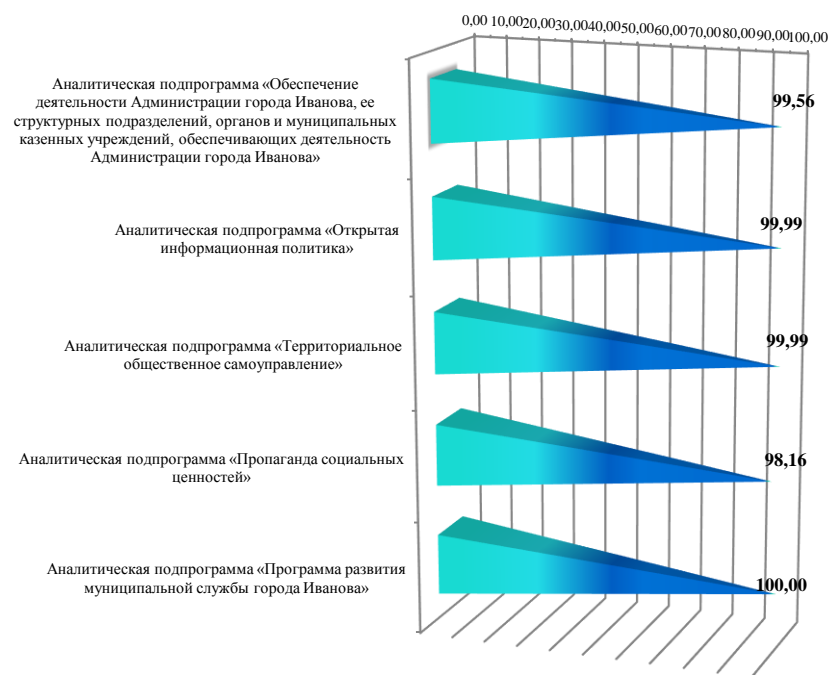 0,00 10,00 20,00 30,00 40,00 50,00 60,00 70,00 80,00 90,00 100,00
Аналитическая подпрограмма «Обеспечение
деятельности Администрации города Иванова, ее
структурных подразделений, органов и муниципальных
казенных учреждений, обеспечивающих деятельность
Администрации города Иванова»
99,56
Аналитическая подпрограмма «Открытая
информационная политика»
99,99
Аналитическая подпрограмма «Территориальное
общественное самоуправление»
99,99
Аналитическая подпрограмма «Пропаганда социальных
ценностей»
98,16
Аналитическая подпрограмма «Программа развития
муниципальной службы города Иванова»
100,00